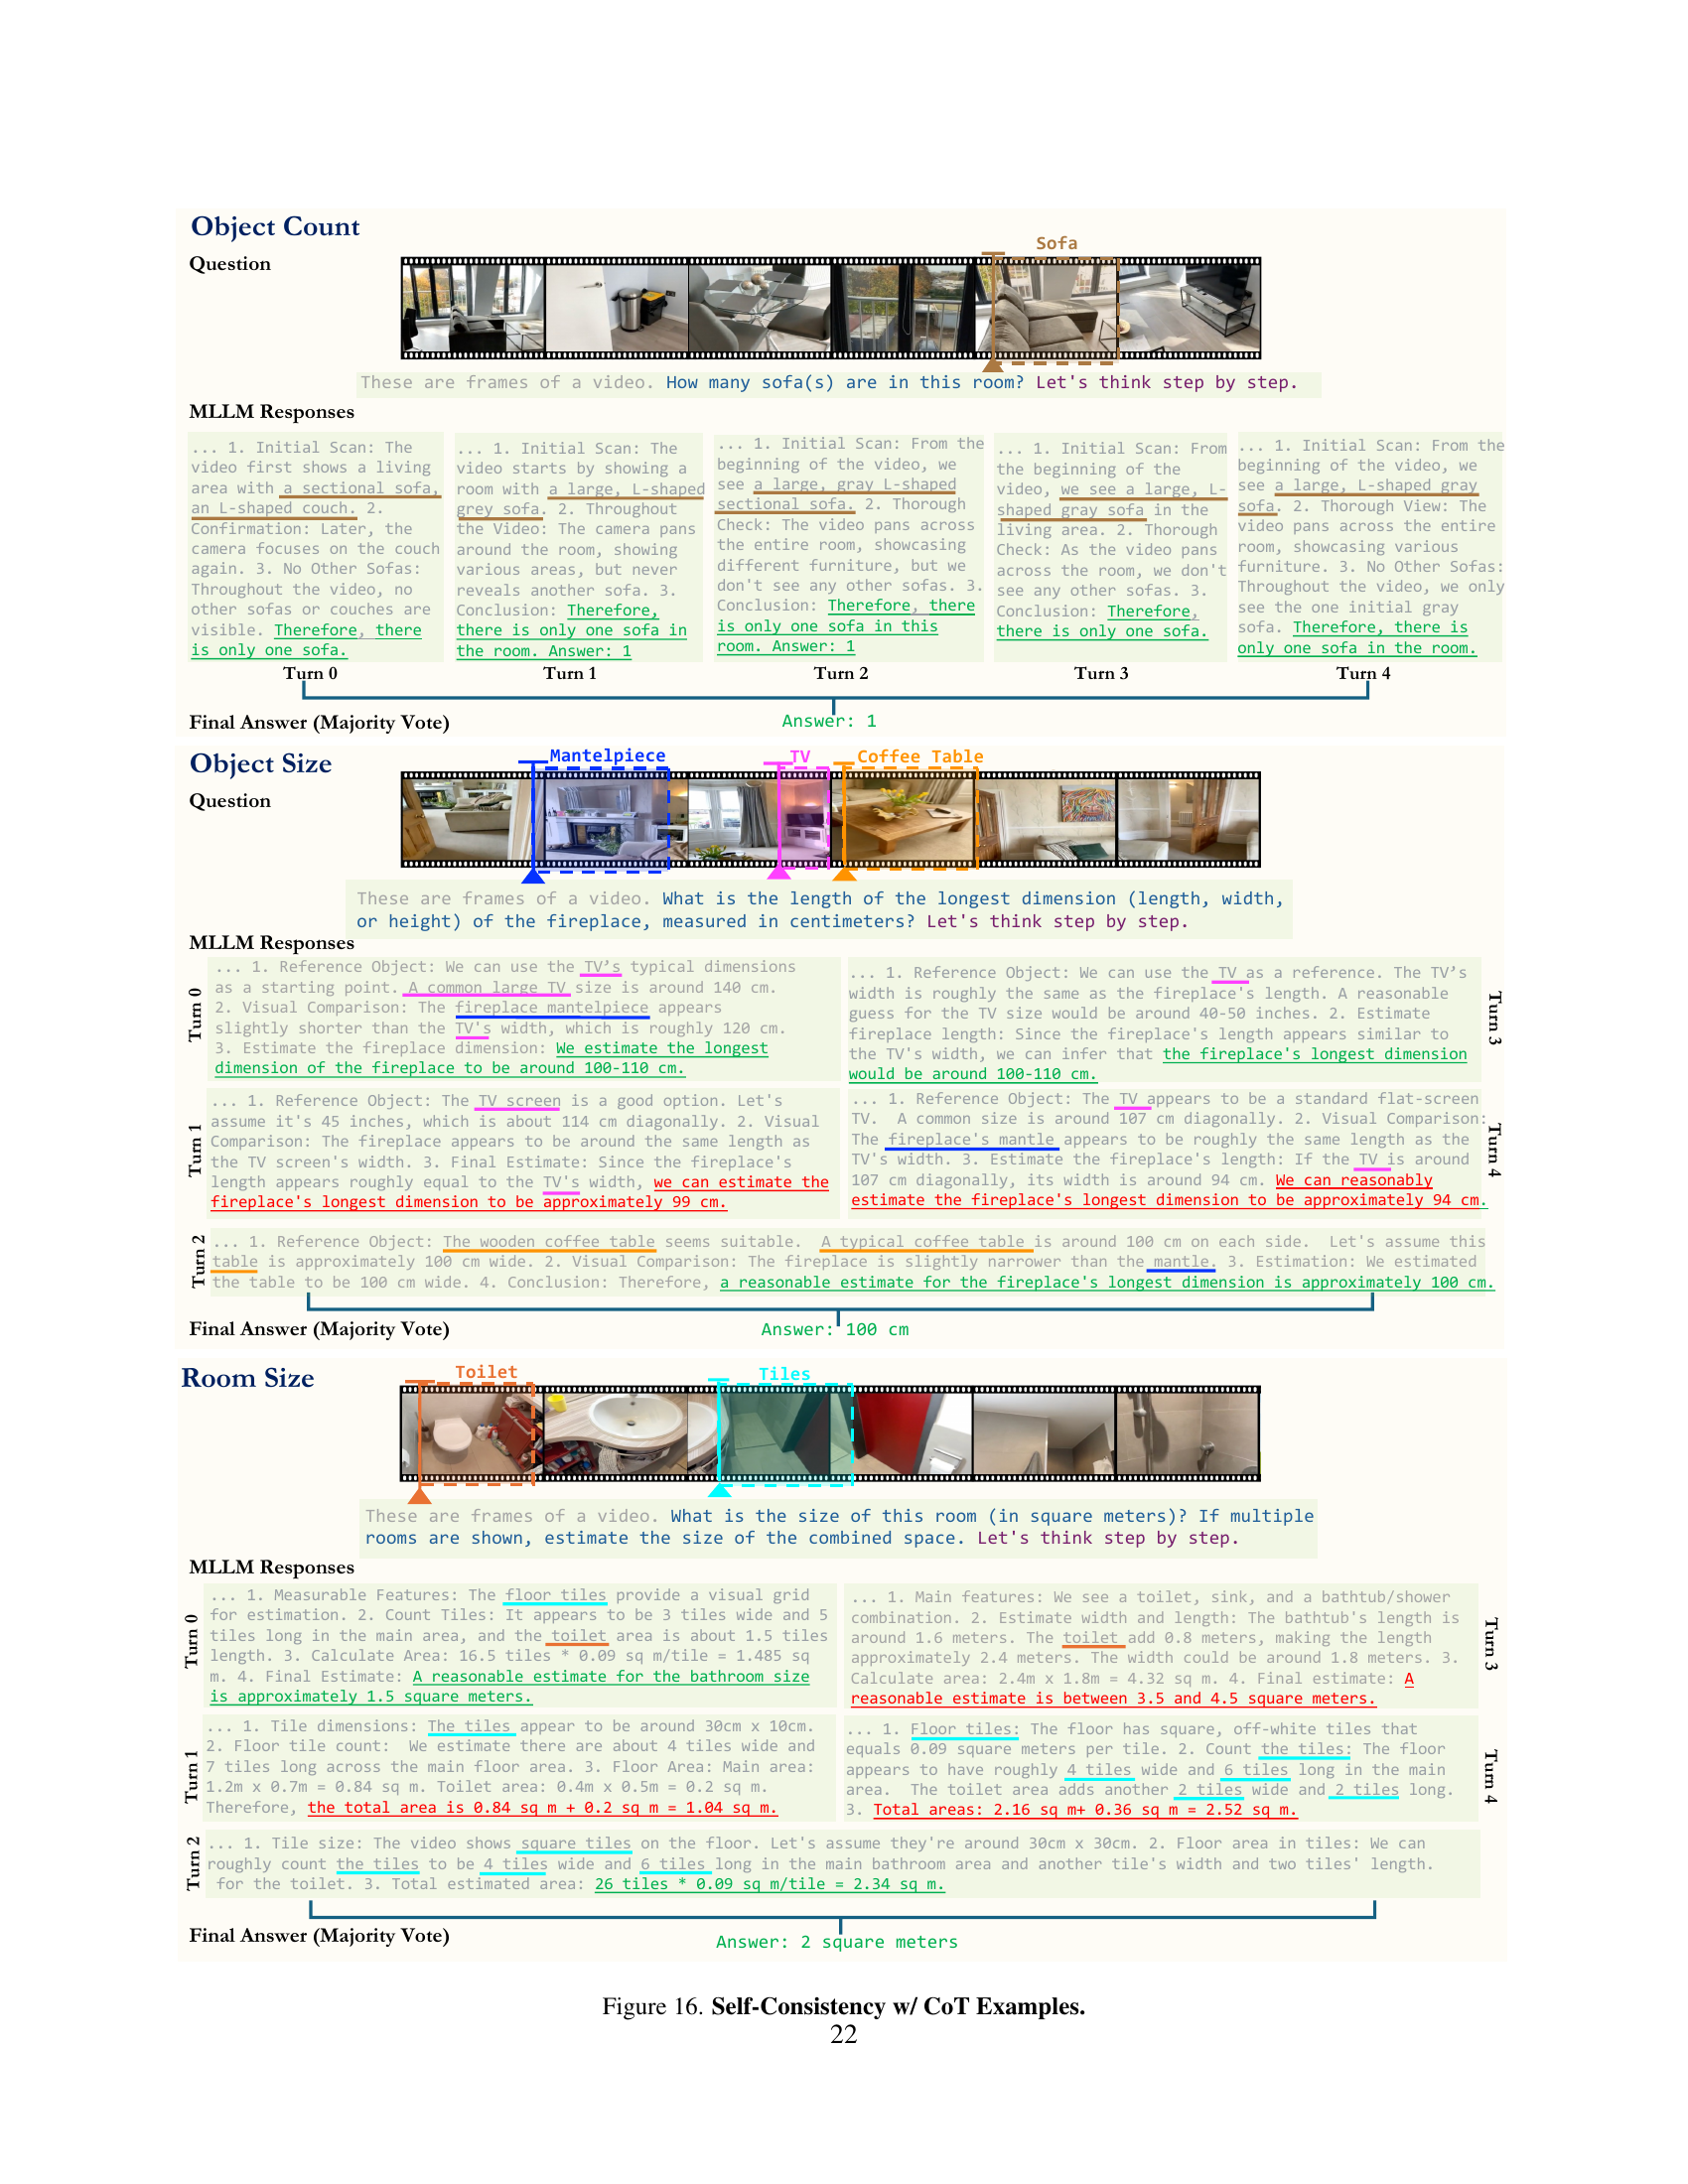 Object Count
Question
Sofa
These are frames of a video. How many sofa(s) are in this room? Let's think step by step.
MLLM Responses
... 1. Initial Scan: The
video first shows a living
area with a sectional sofa,
an L-shaped couch. 2.
Confirmation: Later, the
camera focuses on the couch
again. 3. No Other Sofas:
Throughout the video, no
other sofas or couches are
visible. Therefore, there
is only one sofa.
Turn 0
... 1. Initial Scan: The
video starts by showing a
room with a large, L-shaped
grey sofa. 2. Throughout
the Video: The camera pans
around the room, showing
various areas, but never
reveals another sofa. 3.
Conclusion: Therefore,
there is only one sofa in
the room. Answer: 1
Turn 1
... 1. Initial Scan: From the
beginning of the video, we
see a large, gray L-shaped
sectional sofa. 2. Thorough
Check: The video pans across
the entire room, showcasing
different furniture, but we
don't see any other sofas. 3.
Conclusion: Therefore, there
is only one sofa in this
room. Answer: 1
Turn 2
... 1. Initial Scan: From
the beginning of the
video, we see a large, L-
shaped gray sofa in the
living area. 2. Thorough
Check: As the video pans
across the room, we don't
see any other sofas. 3.
Conclusion: Therefore,
there is only one sofa.
Turn 3
... 1. Initial Scan: From the
beginning of the video, we
see a large, L-shaped gray
sofa. 2. Thorough View: The
video pans across the entire
room, showcasing various
furniture. 3. No Other Sofas:
Throughout the video, we only
see the one initial gray
sofa. Therefore, there is
only one sofa in the room.
Turn 4
Final Answer (Majority Vote)
Answer: 1
Object Size
Question
Mantelpiece
TV
Coffee Table
These are frames of a video. What is the length of the longest dimension (length, width,
or height) of the fireplace, measured in centimeters? Let's think step by step.
MLLM Responses
Turn 0
... 1. Reference Object: We can use the TV’s typical dimensions
as a starting point. A common large TV size is around 140 cm.
2. Visual Comparison: The fireplace mantelpiece appears
slightly shorter than the TV's width, which is roughly 120 cm.
3. Estimate the fireplace dimension: We estimate the longest
dimension of the fireplace to be around 100-110 cm.
... 1. Reference Object: We can use the TV as a reference. The TV’s
width is roughly the same as the fireplace's length. A reasonable
guess for the TV size would be around 40-50 inches. 2. Estimate
fireplace length: Since the fireplace's length appears similar to
the TV's width, we can infer that the fireplace's longest dimension
would be around 100-110 cm.
Turn 3
Turn 1
... 1. Reference Object: The TV screen is a good option. Let's
assume it's 45 inches, which is about 114 cm diagonally. 2. Visual
Comparison: The fireplace appears to be around the same length as
the TV screen's width. 3. Final Estimate: Since the fireplace's
length appears roughly equal to the TV's width, we can estimate the
fireplace's longest dimension to be approximately 99 cm.
... 1. Reference Object: The TV appears to be a standard flat-screen
TV. A common size is around 107 cm diagonally. 2. Visual Comparison:
The fireplace's mantle appears to be roughly the same length as the
TV's width. 3. Estimate the fireplace's length: If the TV is around
107 cm diagonally, its width is around 94 cm. We can reasonably
estimate the fireplace's longest dimension to be approximately 94 cm.
Turn 4
Turn 2
... 1. Reference Object: The wooden coffee table seems suitable. A typical coffee table is around 100 cm on each side. Let's assume this
table is approximately 100 cm wide. 2. Visual Comparison: The fireplace is slightly narrower than the mantle. 3. Estimation: We estimated
the table to be 100 cm wide. 4. Conclusion: Therefore, a reasonable estimate for the fireplace's longest dimension is approximately 100 cm.
Final Answer (Majority Vote)
Answer: 100 cm
Room Size
Toilet
Tiles
These are frames of a video. What is the size of this room (in square meters)? If multiple
rooms are shown, estimate the size of the combined space. Let's think step by step.
MLLM Responses
Turn 0
... 1. Measurable Features: The floor tiles provide a visual grid
for estimation. 2. Count Tiles: It appears to be 3 tiles wide and 5
tiles long in the main area, and the toilet area is about 1.5 tiles
length. 3. Calculate Area: 16.5 tiles * 0.09 sq m/tile = 1.485 sq
m. 4. Final Estimate: A reasonable estimate for the bathroom size
is approximately 1.5 square meters.
... 1. Main features: We see a toilet, sink, and a bathtub/shower
combination. 2. Estimate width and length: The bathtub's length is
around 1.6 meters. The toilet add 0.8 meters, making the length
approximately 2.4 meters. The width could be around 1.8 meters. 3.
Calculate area: 2.4m x 1.8m = 4.32 sq m. 4. Final estimate: A
reasonable estimate is between 3.5 and 4.5 square meters.
Turn 3
Turn 1
... 1. Tile dimensions: The tiles appear to be around 30cm x 10cm.
2. Floor tile count: We estimate there are about 4 tiles wide and
7 tiles long across the main floor area. 3. Floor Area: Main area:
1.2m x 0.7m = 0.84 sq m. Toilet area: 0.4m x 0.5m = 0.2 sq m.
Therefore, the total area is 0.84 sq m + 0.2 sq m = 1.04 sq m.
... 1. Floor tiles: The floor has square, off-white tiles that
equals 0.09 square meters per tile. 2. Count the tiles: The floor
appears to have roughly 4 tiles wide and 6 tiles long in the main
area. The toilet area adds another 2 tiles wide and 2 tiles long.
3. Total areas: 2.16 sq m+ 0.36 sq m = 2.52 sq m.
Turn 4
Turn 2
... 1. Tile size: The video shows square tiles on the floor. Let's assume they're around 30cm x 30cm. 2. Floor area in tiles: We can
roughly count the tiles to be 4 tiles wide and 6 tiles long in the main bathroom area and another tile's width and two tiles' length.
for the toilet. 3. Total estimated area: 26 tiles * 0.09 sq m/tile = 2.34 sq m.
Final Answer (Majority Vote)
Answer: 2 square meters
Figure 16. Self-Consistency w/ CoT Examples.
22